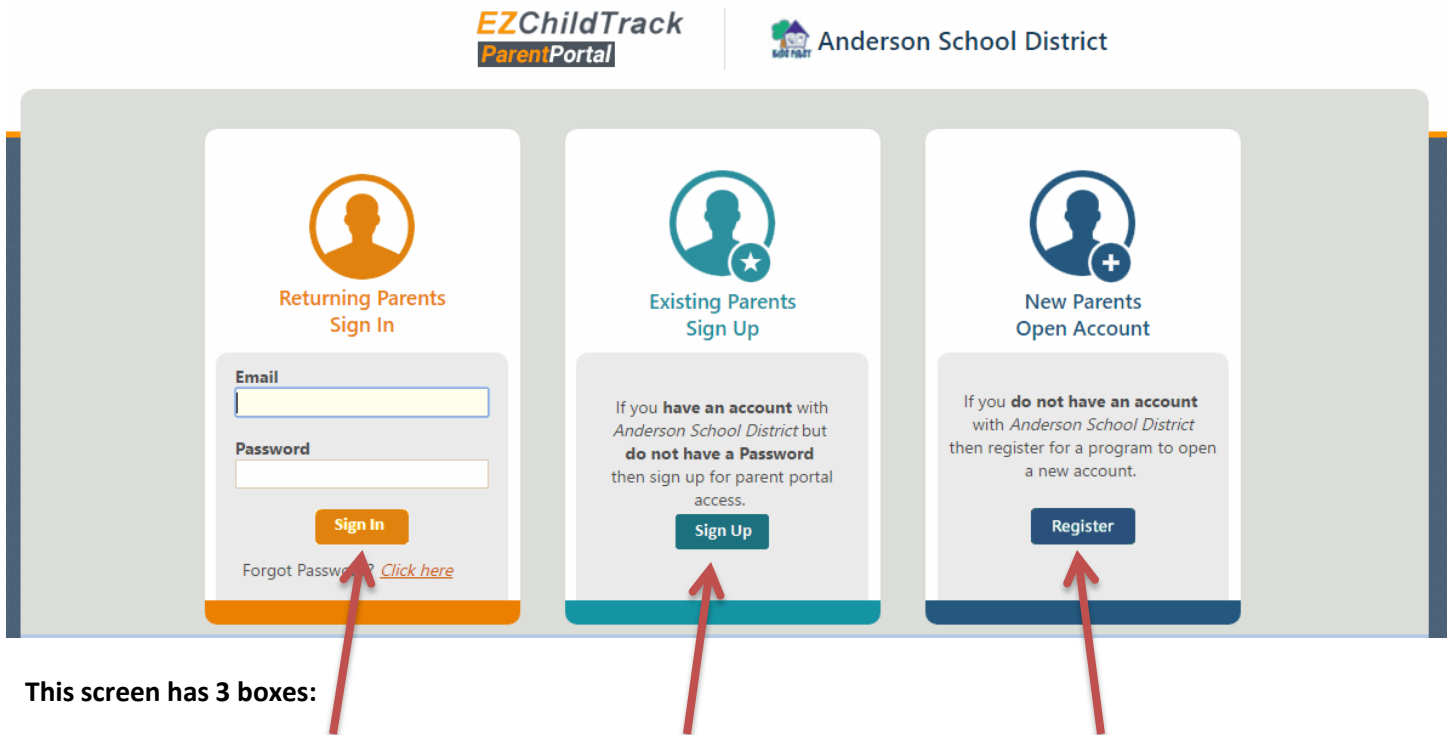 EZChildTrack
ParentPortal
Anderson School District
Returning Parents
Sign In
Email
Password
Sign In
Forgot Password? Click here
Existing Parents
Sign Up
If you have an account with
Anderson School District but
do not have a Password
then sign up for parent portal
access.
Sign Up
New Parents
Open Account
If you do not have an account
with Anderson School District
then register for a program to open
a new account.
Register
This screen has 3 boxes: